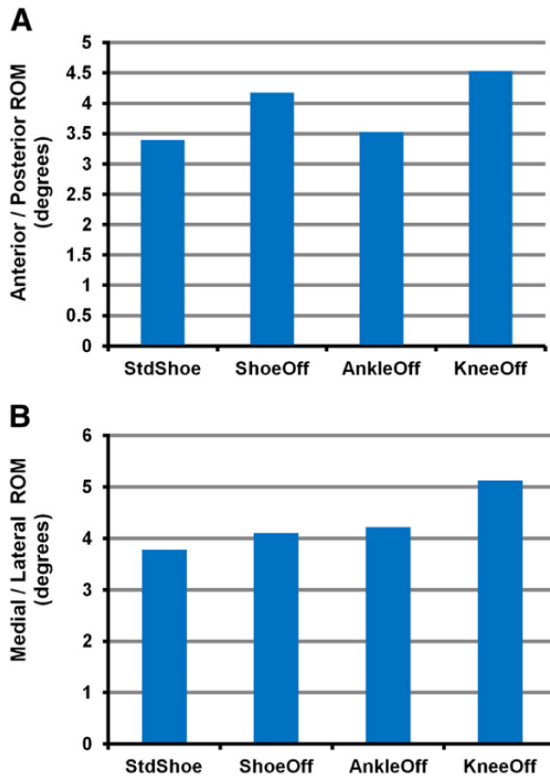 A
Anterior / Posterior ROM
(degrees)
5
4.5
4
3.5
3
2.5
2
1.5
1
0.5
0
StdShoe ShoeOff AnkleOff KneeOff
B
Medial / Lateral ROM
(degrees)
6
5
4
3
2
1
0
StdShoe ShoeOff AnkleOff KneeOff